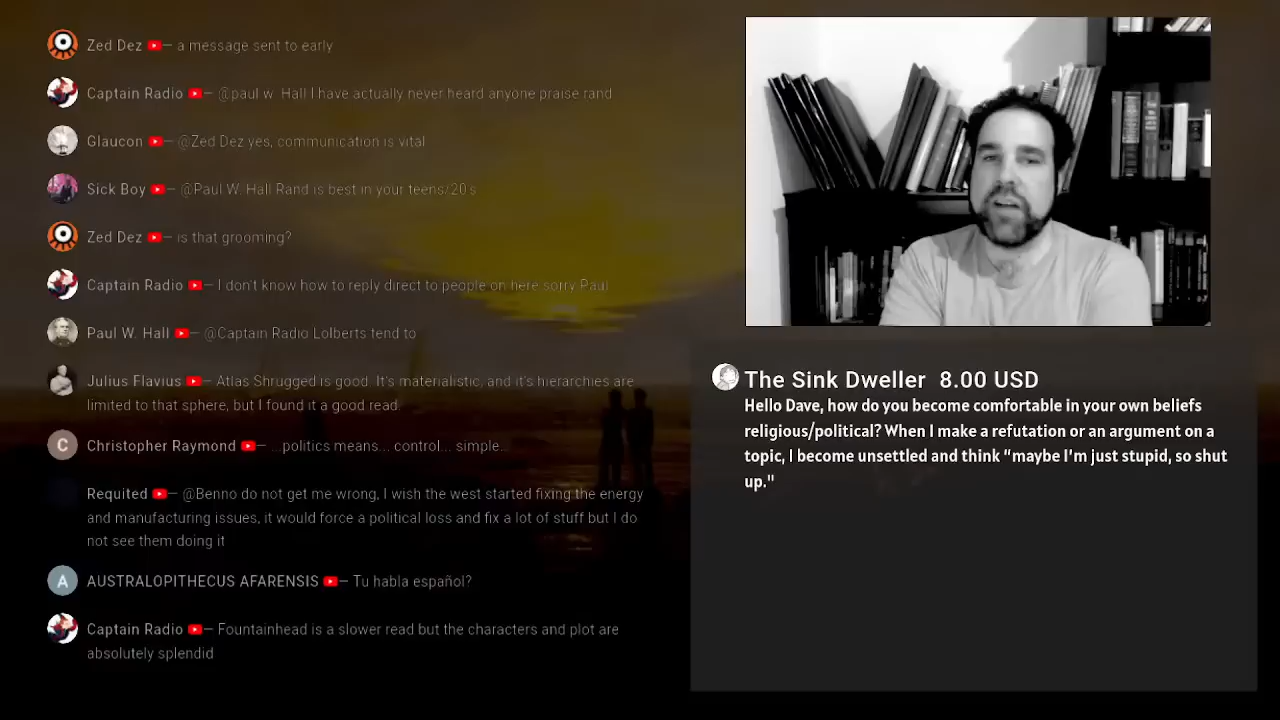 Zed Dez — a message sent to early
Captain Radio — @paul w. Hall I have actually never heard anyone praise rand
Glaucon — @Zed Dez yes, communication is vital
Sick Boy — @Paul W. Hall Rand is best in your teens/20's
Zed Dez — is that grooming?
Captain Radio — I don't know how to reply direct to people on here sorry Paul
Paul W. Hall — @Captain Radio Lolberts tend to
Julius Flavius — Atlas Shrugged is good. It's materialistic, and it's hierarchies are
limited to that sphere, but I found it a good read.
C
Christopher Raymond — ...politics means... control... simple...
Requited — @Benno do not get me wrong, I wish the west started fixing the energy
and manufacturing issues, it would force a political loss and fix a lot of stuff but I do
not see them doing it
A
AUSTRALOPITHECUS AFARENSIS — Tu habla español?
Captain Radio — Fountainhead is a slower read but the characters and plot are
absolutely splendid
The Sink Dweller 8.00 USD
Hello Dave, how do you become comfortable in your own beliefs
religious/political? When I make a refutation or an argument on a
topic, I become unsettled and think "maybe I'm just stupid, so shut
up."